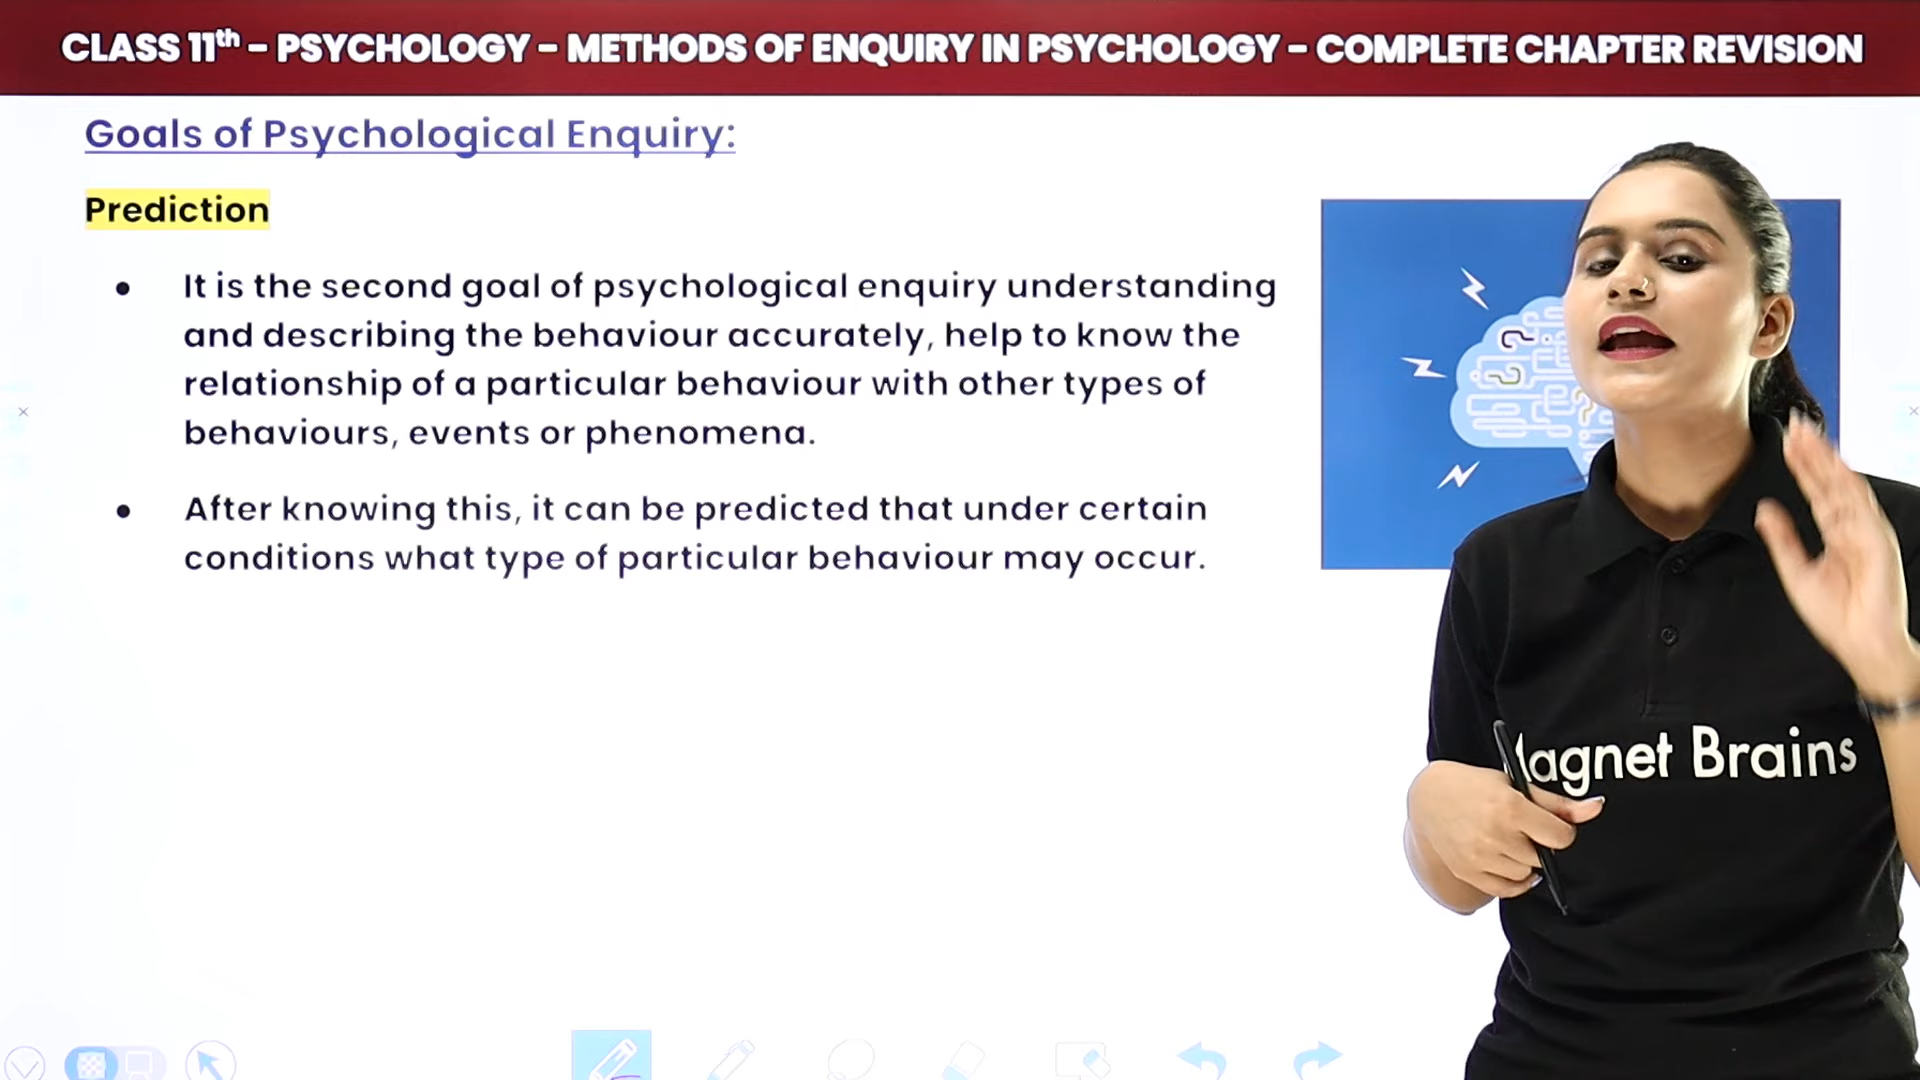 CLASS 11th – PSYCHOLOGY – METHODS OF ENQUIRY IN PSYCHOLOGY – COMPLETE CHAPTER REVISION
Goals of Psychological Enquiry:
Prediction
• It is the second goal of psychological enquiry understanding
and describing the behaviour accurately, help to know the
relationship of a particular behaviour with other types of
behaviours, events or phenomena.
• After knowing this, it can be predicted that under certain
conditions what type of particular behaviour may occur.
Magnet Brains